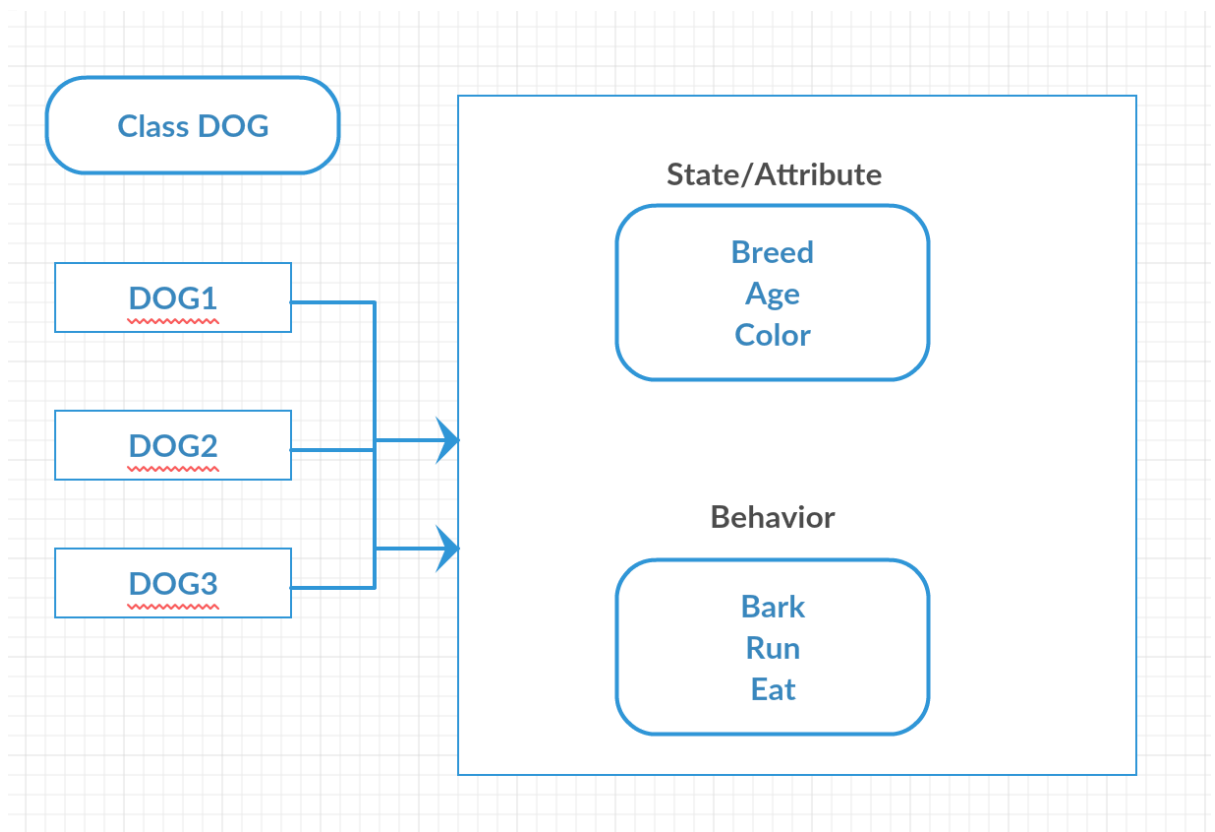 Class DOG
DOG1
DOG2
DOG3
State/Attribute
Breed
Age
Color
Behavior
Bark
Run
Eat